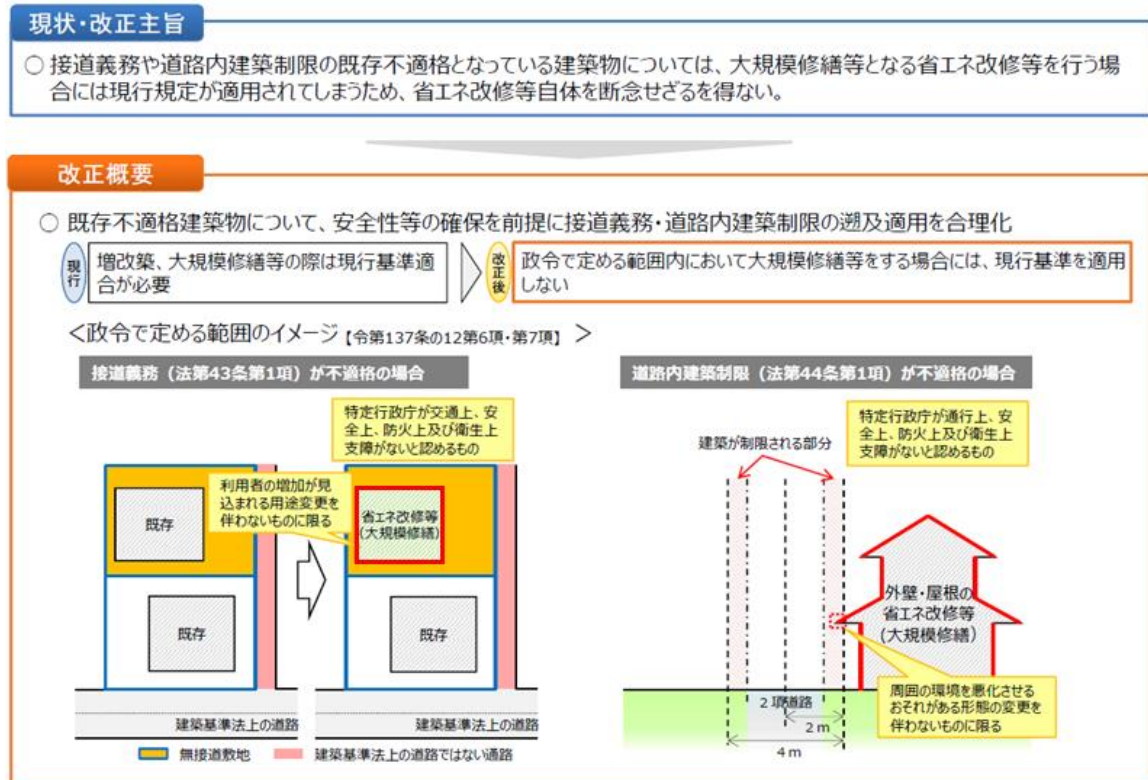 現状・改正主旨
○ 接道義務や道路内建築制限の既存不適格となっている建築物については、大規模修繕等となる省エネ改修等を行う場
合には現行規定が適用されてしまうため、省エネ改修等自体を断念せざるを得ない。
改正概要
○ 既存不適格建築物について、安全性等の確保を前提に接道義務・道路内建築制限の遡及適用を合理化
現行
増改築、大規模修繕等の際は現行基準適
合が必要
改正後
政令で定める範囲内において大規模修繕等をする場合には、現行基準を適用
しない
＜政令で定める範囲のイメージ【令第137条の12第6項・第7項】 ＞
接道義務（法第43条第1項）が不適格の場合
特定行政庁が交通上、安
全上、防火上及び衛生上
支障がないと認めるもの
利用者の増加が見
込まれる用途変更を
伴わないものに限る
既存
省エネ改修等
(大規模修繕)
既存
既存
建築基準法上の道路
建築基準法上の道路
無接道敷地
建築基準法上の道路ではない通路
道路内建築制限（法第44条第1項）が不適格の場合
特定行政庁が通行上、安
全上、防火上及び衛生上
支障がないと認めるもの
建築が制限される部分
外壁・屋根の
省エネ改修等
(大規模修繕)
周囲の環境を悪化させる
おそれがある形態の変更を
伴わないものに限る
2項道路
2m
4m